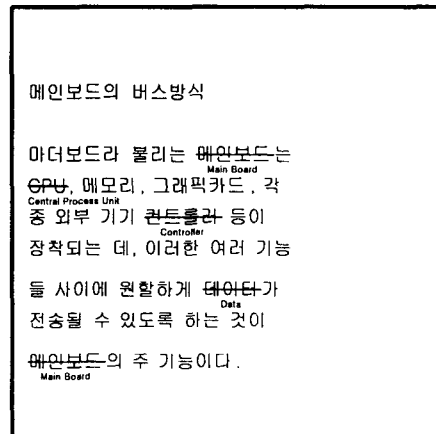 메인보드의 버스방식
마더보드라 불리는 메인보드는
Main Board
CPU, 메모리, 그래픽카드, 각
Central Process Unit
종 외부 기기 컨트롤러 등이
Controller
장착되는 데, 이러한 여러 기능
들 사이에 원할하게 데이터가
Data
전송될 수 있도록 하는 것이
메인보드의 주 기능이다.
Main Board